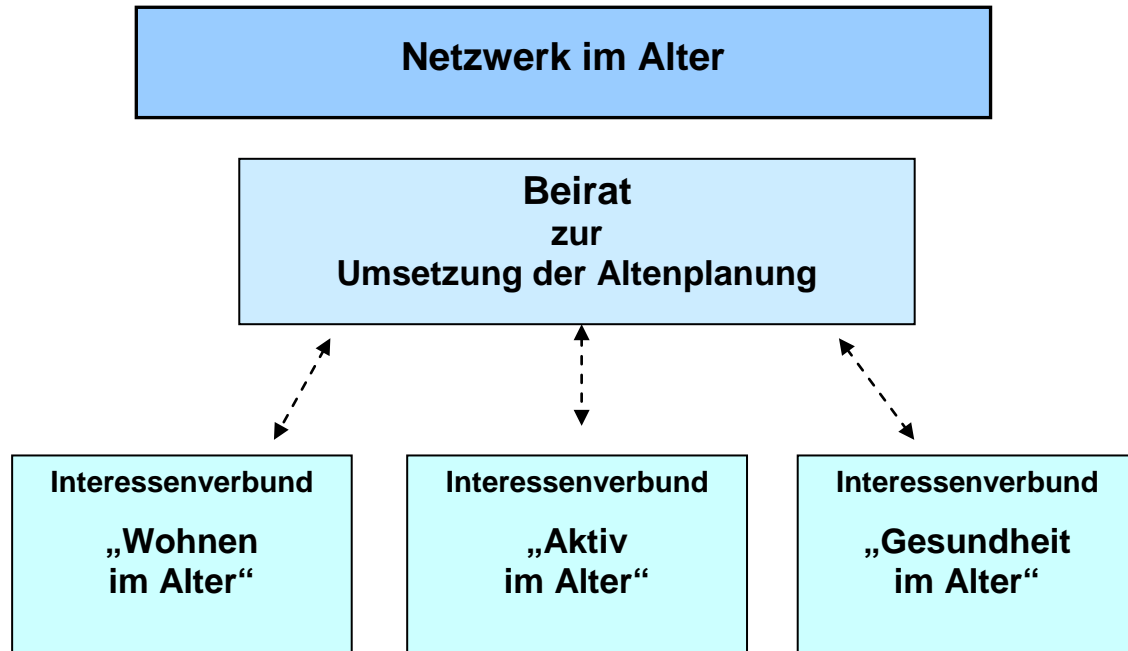 Netzwerk im Alter
Beirat
zur
Umsetzung der Altenplanung
Interessenverbund
„Wohnen
im Alter“
Interessenverbund
„Aktiv
im Alter“
Interessenverbund
„Gesundheit
im Alter“